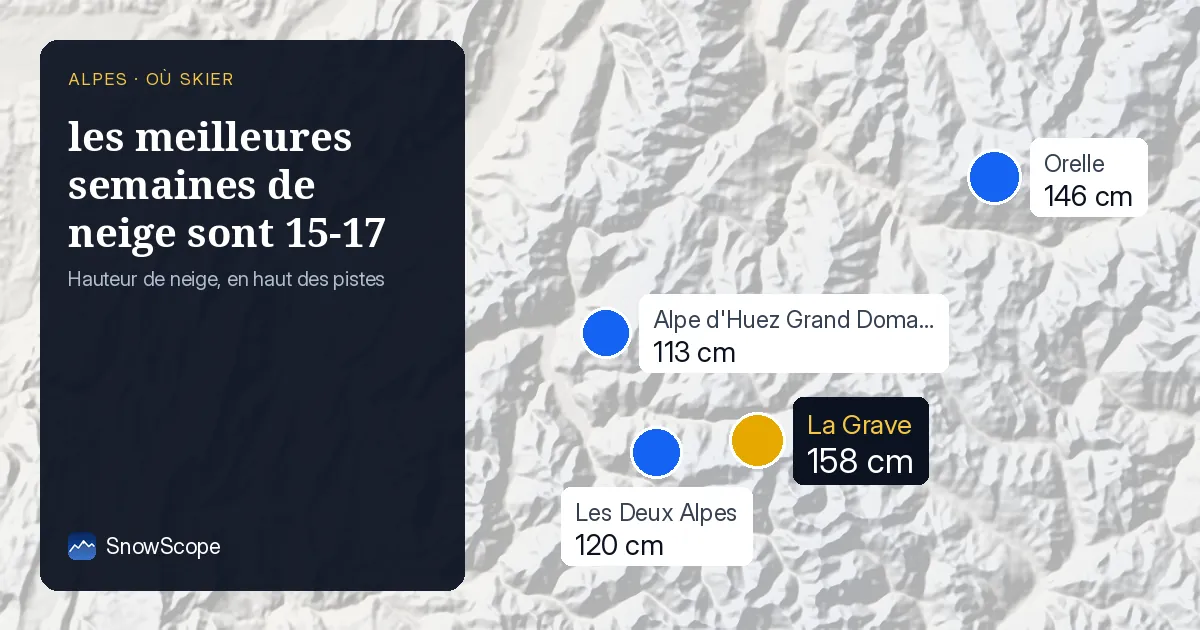 ALPES · OÙ SKIER
les meilleures
semaines de
neige sont 15-17
Hauteur de neige, en haut des pistes
SnowScope
Orelle
146 cm
Alpe d'Huez Grand Doma...
113 cm
La Grave
158 cm
Les Deux Alpes
120 cm